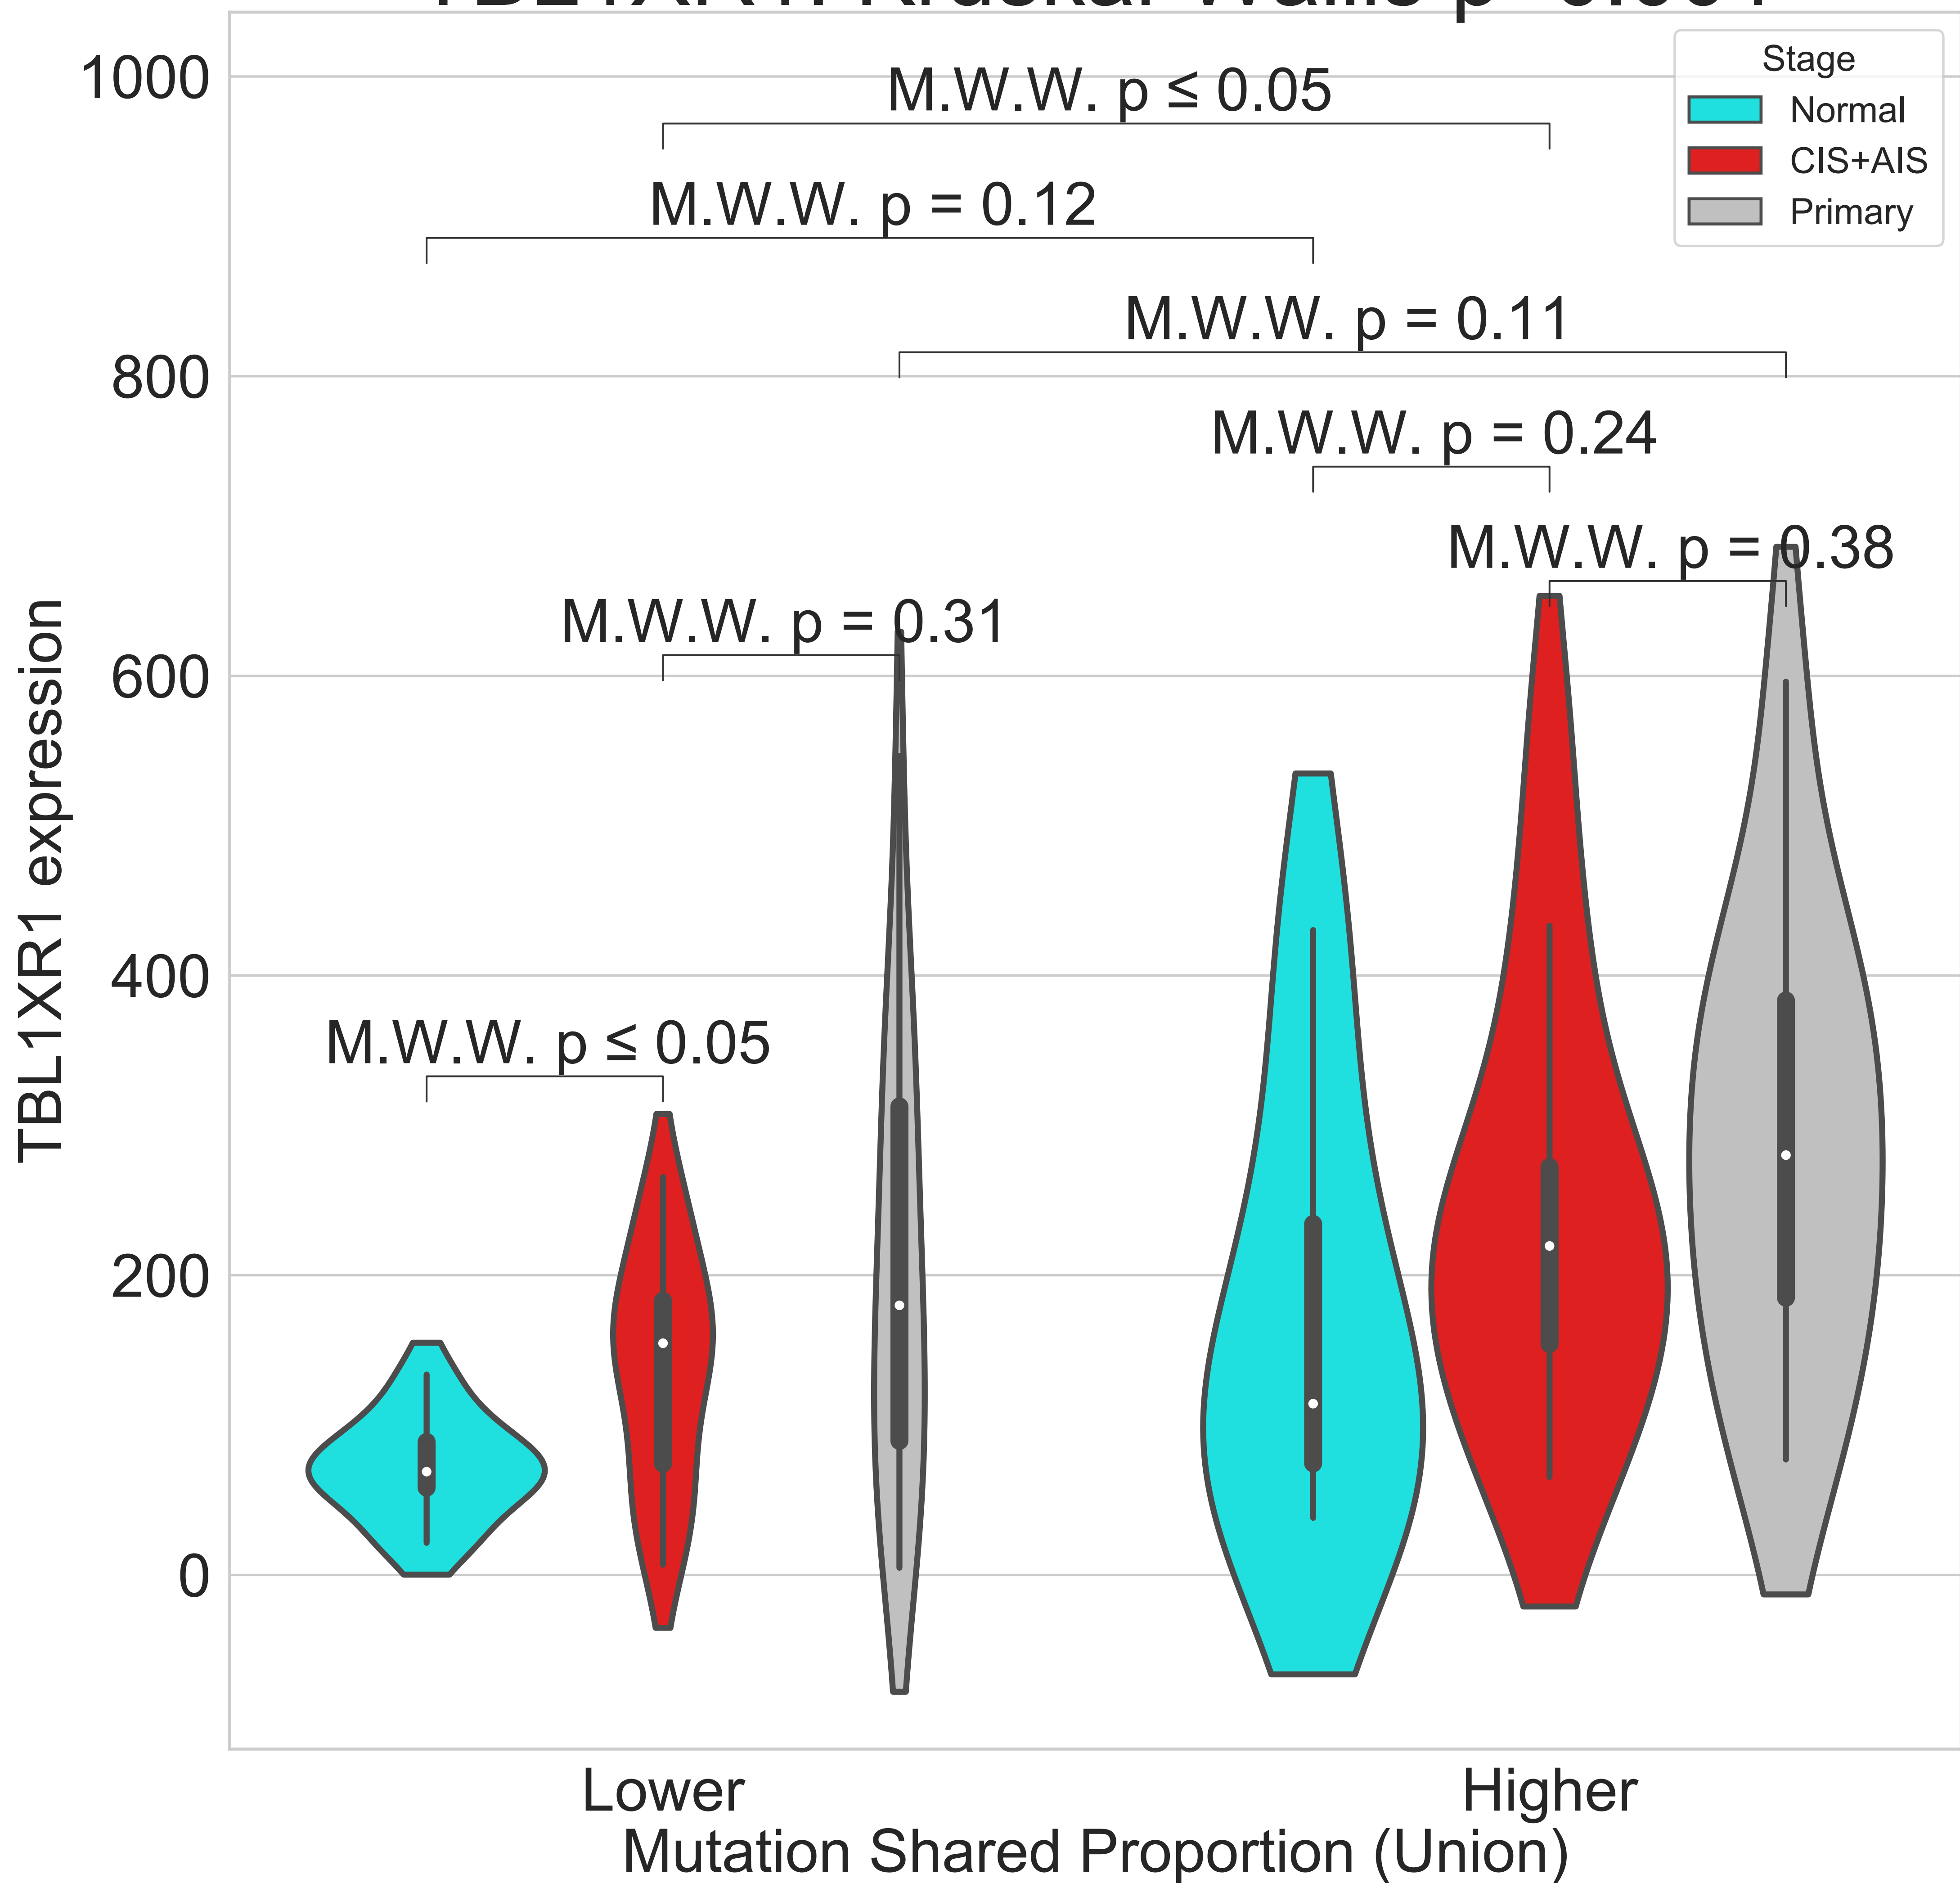 1000
800
600
400
200
0
TBL1XR1 expression
M.W.W. p ≤ 0.05
M.W.W. p = 0.12
M.W.W. p = 0.11
M.W.W. p = 0.24
M.W.W. p = 0.38
M.W.W. p = 0.31
M.W.W. p ≤ 0.05
Stage
Normal
CIS+AIS
Primary
Lower
Higher
Mutation Shared Proportion (Union)